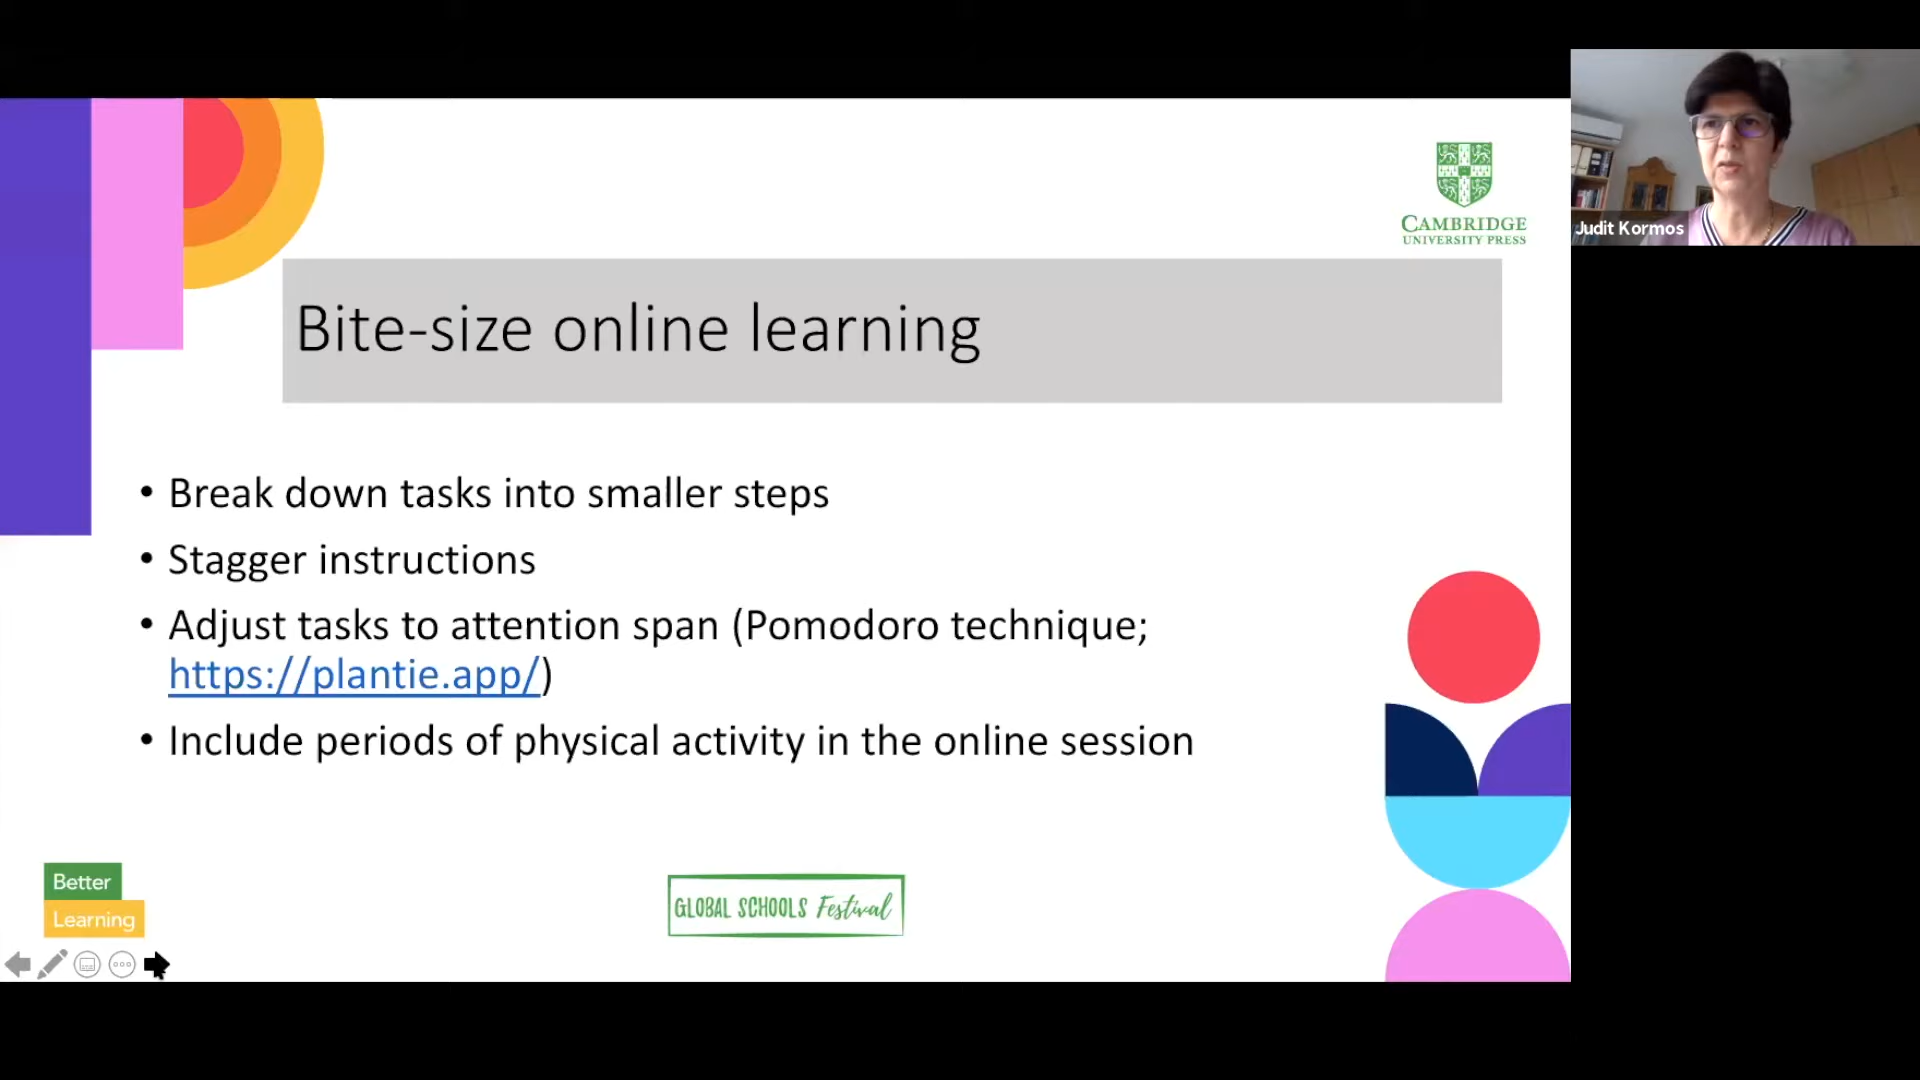 CAMBRIDGE
UNIVERSITY PRESS
Judit Kormos
Bite-size online learning
• Break down tasks into smaller steps
• Stagger instructions
• Adjust tasks to attention span (Pomodoro technique;
https://plantie.app/)
• Include periods of physical activity in the online session
Better
Learning
GLOBAL SCHOOLS Festival